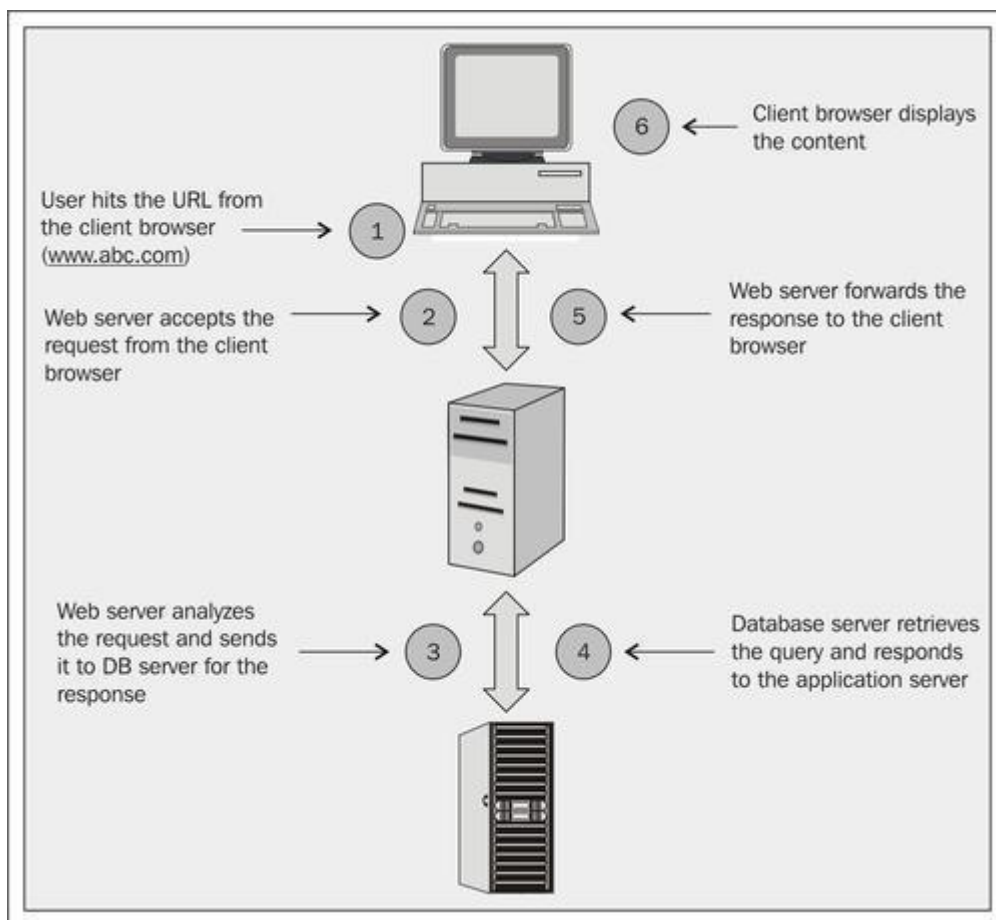 6
Client browser displays
the content
User hits the URL from
the client browser
(www.abc.com)
1
Web server accepts the
request from the client
browser
2
5
Web server forwards the
response to the client
browser
Web server analyzes
the request and sends
it to DB server for the
response
3
4
Database server retrieves
the query and responds
to the application server